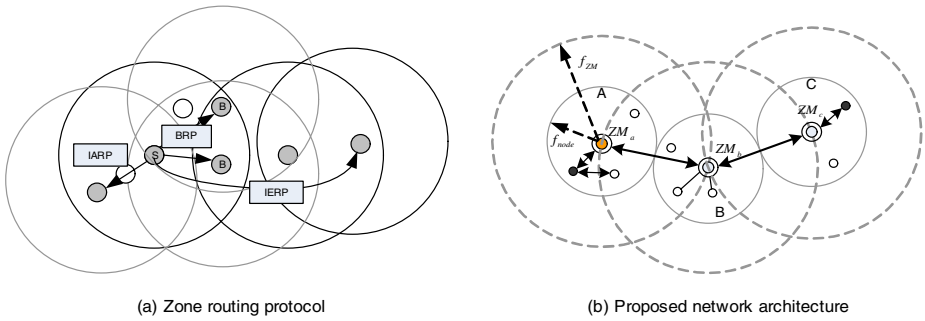 B
BRP
IARP
S
B
IERP
(a) Zone routing protocol
f_ZM
A
C
ZM_a
ZM_c
f_node
ZM_b
B
(b) Proposed network architecture